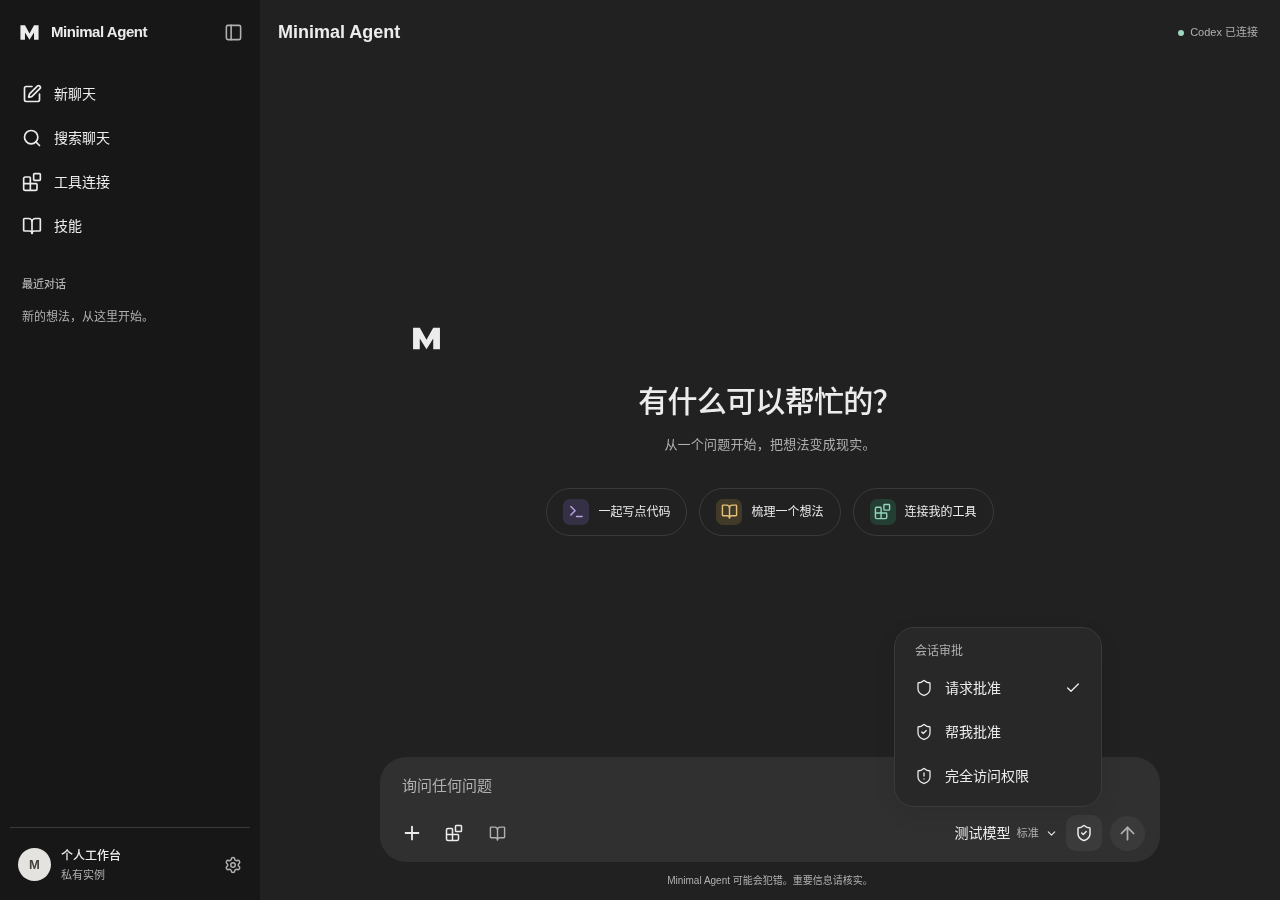 M Minimal Agent
新聊天
搜索聊天
工具连接
技能
最近对话
新的想法，从这里开始。
M
个人工作台
私有实例
Minimal Agent
Codex 已连接
M
有什么可以帮忙的?
从一个问题开始，把想法变成现实。
一起写点代码
梳理一个想法
连接我的工具
会话审批
请求批准
帮我批准
完全访问权限
询问任何问题
测试模型 标准
Minimal Agent 可能会犯错。重要信息请核实。